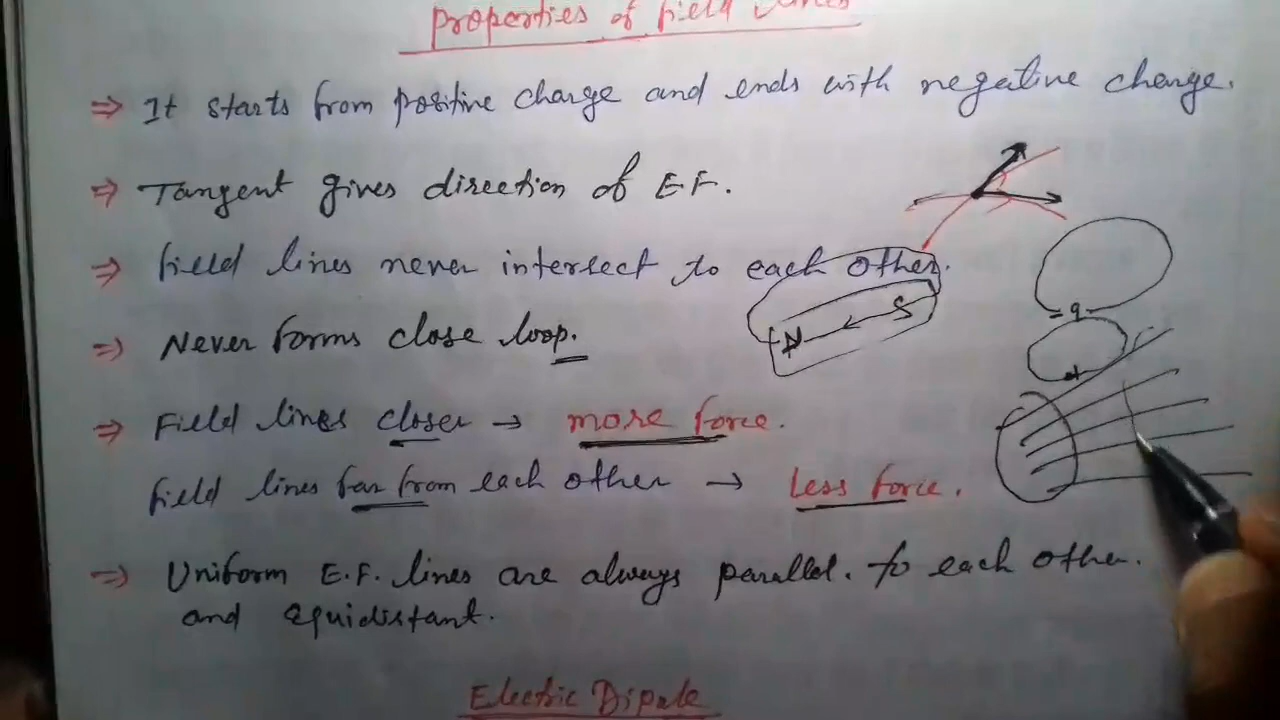 Properties of field Lines
⇒ It starts from positive charge and ends with negative charge.
⇒ Tangent gives direction of E.F.
⇒ field lines never intersect to each other.
⇒ Never forms close loop.
N S
q
⇒ Field lines closer → more force.
field lines far from each other → Less force.
⇒ Uniform E.F. lines are always parallel. to each other.
and equidistant.
Electric Dipole